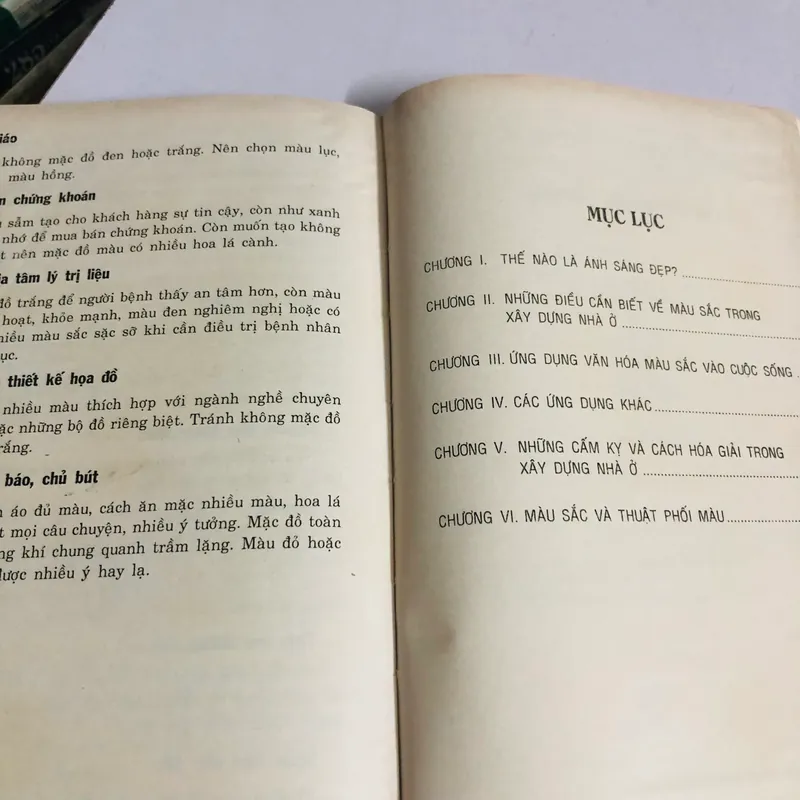 không mặc đồ đen hoặc trắng. Nên chọn màu lục,
màu hồng.
chứng khoán
sẫm tạo cho khách hàng sự tin cậy, còn như xanh
nhớ để mua bán chứng khoán. Còn muốn tạo không
nên mặc đồ màu có nhiều hoa lá cành.
tâm lý trị liệu
đồ trắng để người bệnh thấy an tâm hơn, còn màu
hoạt, khỏe mạnh, màu đen nghiêm nghị hoặc có
màu sắc sặc sỡ khi cần điều trị bệnh nhân
thiết kế họa đồ
nhiều màu thích hợp với ngành nghề chuyên
những bộ đồ riêng biệt. Tránh không mặc đồ
báo, chủ bút
áo đủ màu, cách ăn mặc nhiều màu, hoa lá
mọi câu chuyện, nhiều ý tưởng. Mặc đồ toàn
khí chung quanh trầm lặng. Màu đỏ hoặc
nhiều ý hay lạ.
MỤC LỤC
CHƯƠNG I. THẾ NÀO LÀ ÁNH SÁNG ĐẸP?
CHƯƠNG II. NHỮNG ĐIỀU CẦN BIẾT VỀ MÀU SẮC TRONG
XÂY DỰNG NHÀ Ở
CHƯƠNG III. ỨNG DỤNG VĂN HÓA MÀU SẮC VÀO CUỘC SỐNG
CHƯƠNG IV. CÁC ỨNG DỤNG KHÁC
CHƯƠNG V. NHỮNG CẤM KỴ VÀ CÁCH HÓA GIẢI TRONG
XÂY DỰNG NHÀ Ở
CHƯƠNG VI. MÀU SẮC VÀ THUẬT PHỐI MÀU